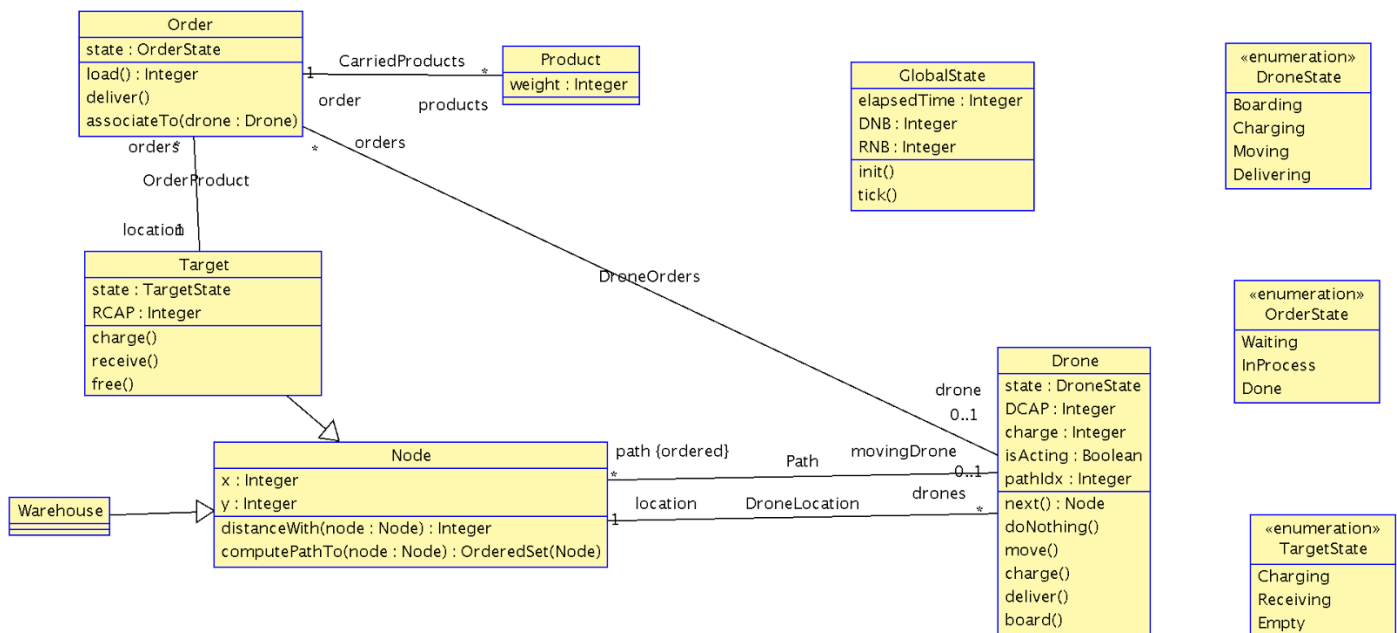 Order
state : OrderState
load() : Integer
deliver()
associateTo(drone : Drone)
CarriedProducts
1
*
order
products
Product
weight : Integer
GlobalState
elapsedTime : Integer
DNB : Integer
RNB : Integer
init()
tick()
«enumeration»
DroneState
Boarding
Charging
Moving
Delivering
orders
*
*
orders
OrderProduct
location
1
DroneOrders
Target
state : TargetState
RCAP : Integer
charge()
receive()
free()
«enumeration»
OrderState
Waiting
InProcess
Done
drone
0..1
Drone
state : DroneState
DCAP : Integer
charge : Integer
isActing : Boolean
pathIdx : Integer
next() : Node
doNothing()
move()
charge()
deliver()
board()
Node
x : Integer
y : Integer
distanceWith(node : Node) : Integer
computePathTo(node : Node) : OrderedSet(Node)
path {ordered}
*
Path
movingDrone
0..1
location
1
DroneLocation
drones
*
Warehouse
«enumeration»
TargetState
Charging
Receiving
Empty